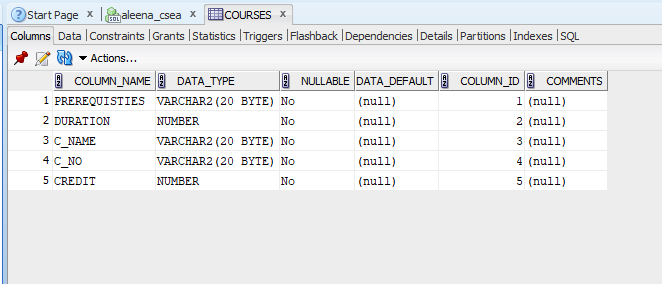 Start Page x aleena_csea x COURSES x
Columns Data Constraints Grants Statistics Triggers Flashback Dependencies Details Partitions Indexes SQL
Actions...
COLUMN_NAME DATA_TYPE NULLABLE DATA_DEFAULT COLUMN_ID COMMENTS
1 PREREQUISTIES VARCHAR2(20 BYTE) No (null) 1 (null)
2 DURATION NUMBER No (null) 2 (null)
3 C_NAME VARCHAR2(20 BYTE) No (null) 3 (null)
4 C_NO VARCHAR2(20 BYTE) No (null) 4 (null)
5 CREDIT NUMBER No (null) 5 (null)